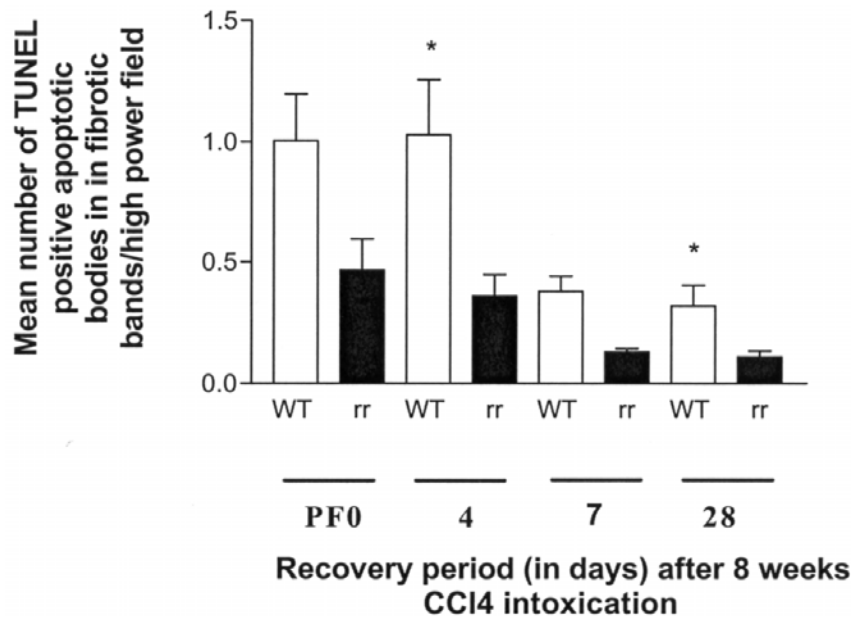 Mean number of TUNEL
positive apoptotic
bodies in in fibrotic
bands/high power field
1.5
1.0
0.5
0.0
*
*
WT rr WT rr WT rr WT rr
PF0 4 7 28
Recovery period (in days) after 8 weeks
CCl4 intoxication